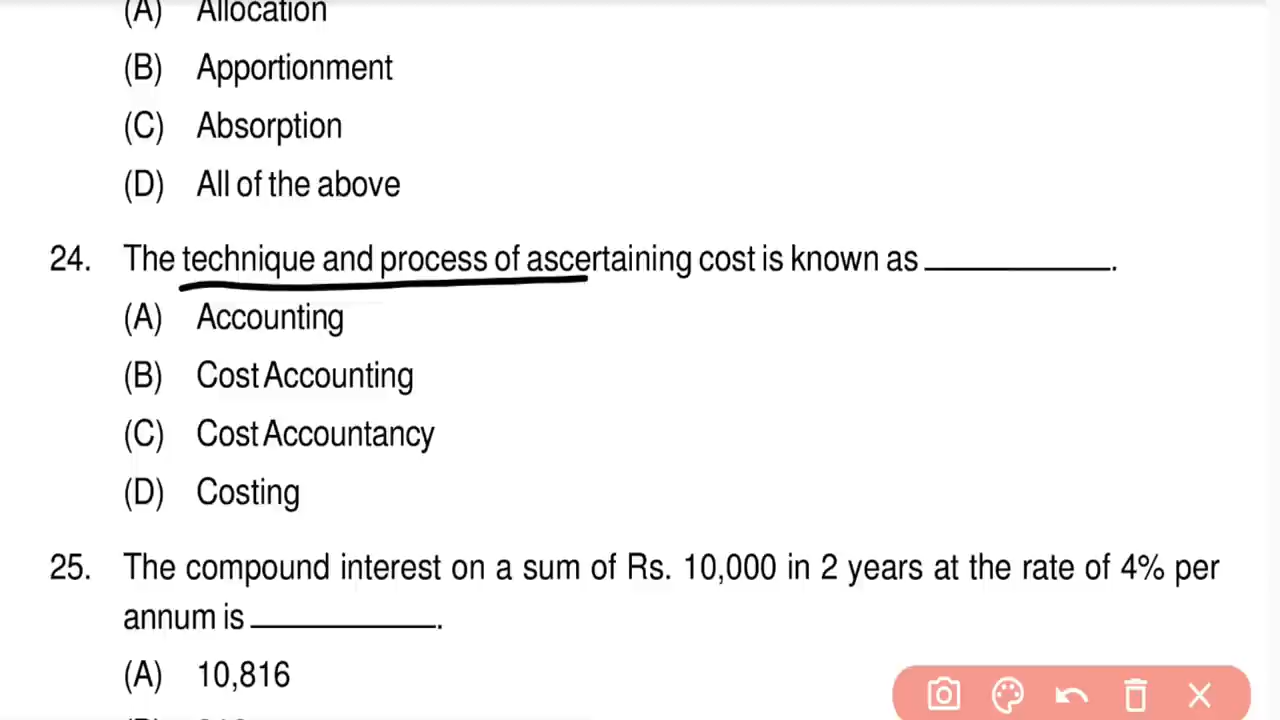 (A) Allocation
(B) Apportionment
(C) Absorption
(D) All of the above
24. The technique and process of ascertaining cost is known as ___________.
(A) Accounting
(B) Cost Accounting
(C) Cost Accountancy
(D) Costing
25. The compound interest on a sum of Rs. 10,000 in 2 years at the rate of 4% per
annum is ___________.
(A) 10,816